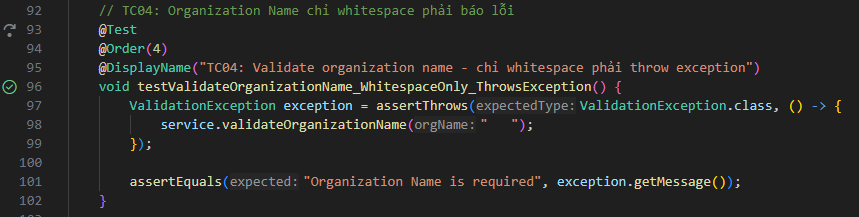 92 // TC04: Organization Name chỉ whitespace phải báo lỗi
93 @Test
94 @Order(4)
95 @DisplayName("TC04: Validate organization name - chỉ whitespace phải throw exception")
96 void testValidateOrganizationName_WhitespaceOnly_ThrowsException() {
97 ValidationException exception = assertThrows(expectedType: ValidationException.class, () -> {
98 service.validateOrganizationName(orgName: "   ");
99 });
100
101 assertEquals(expected: "Organization Name is required", exception.getMessage());
102 }